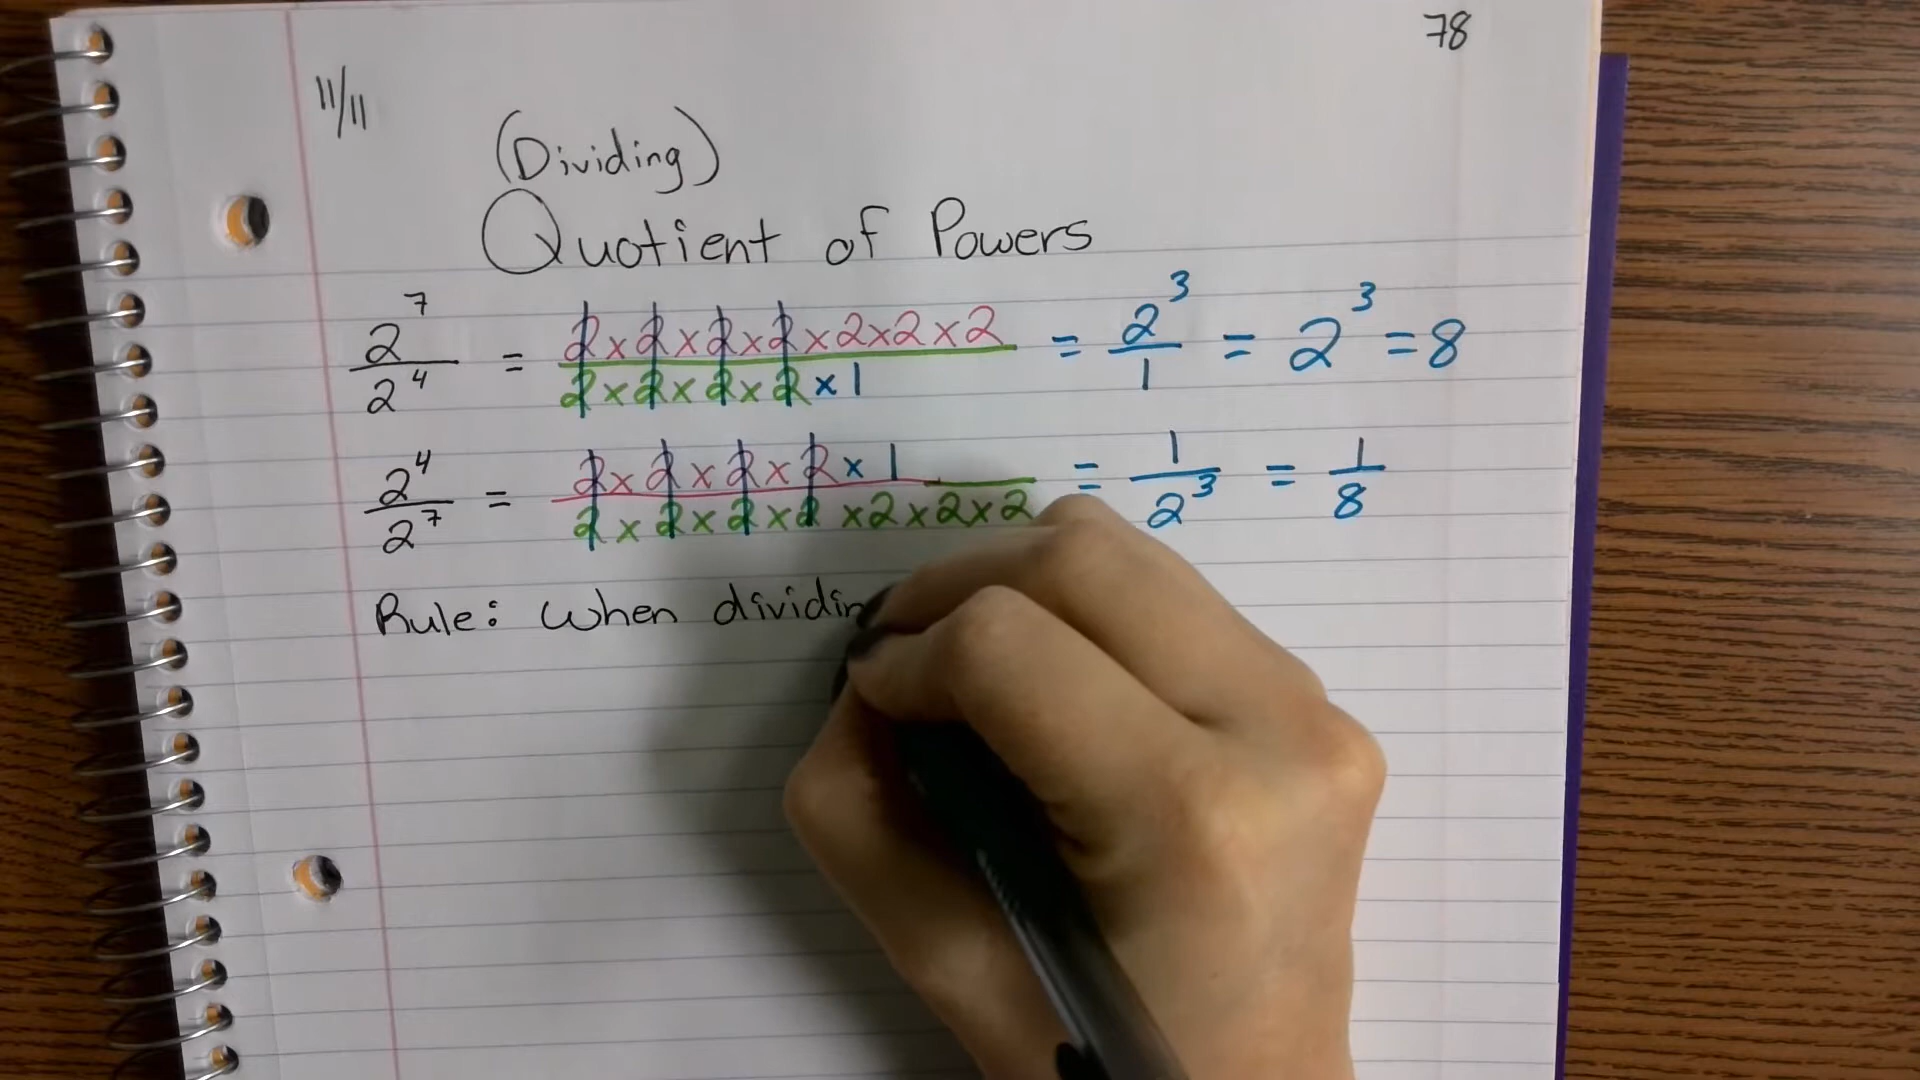 78
11/11
(Dividing)
Quotient of Powers
2^7/2^4 = 2×2×2×2×2×2×2/2×2×2×2×1 = 2^3/1 = 2^3 = 8
2^4/2^7 = 2×2×2×2×1/2×2×2×2×2×2×2 = 1/2^3 = 1/8
Rule: When dividin